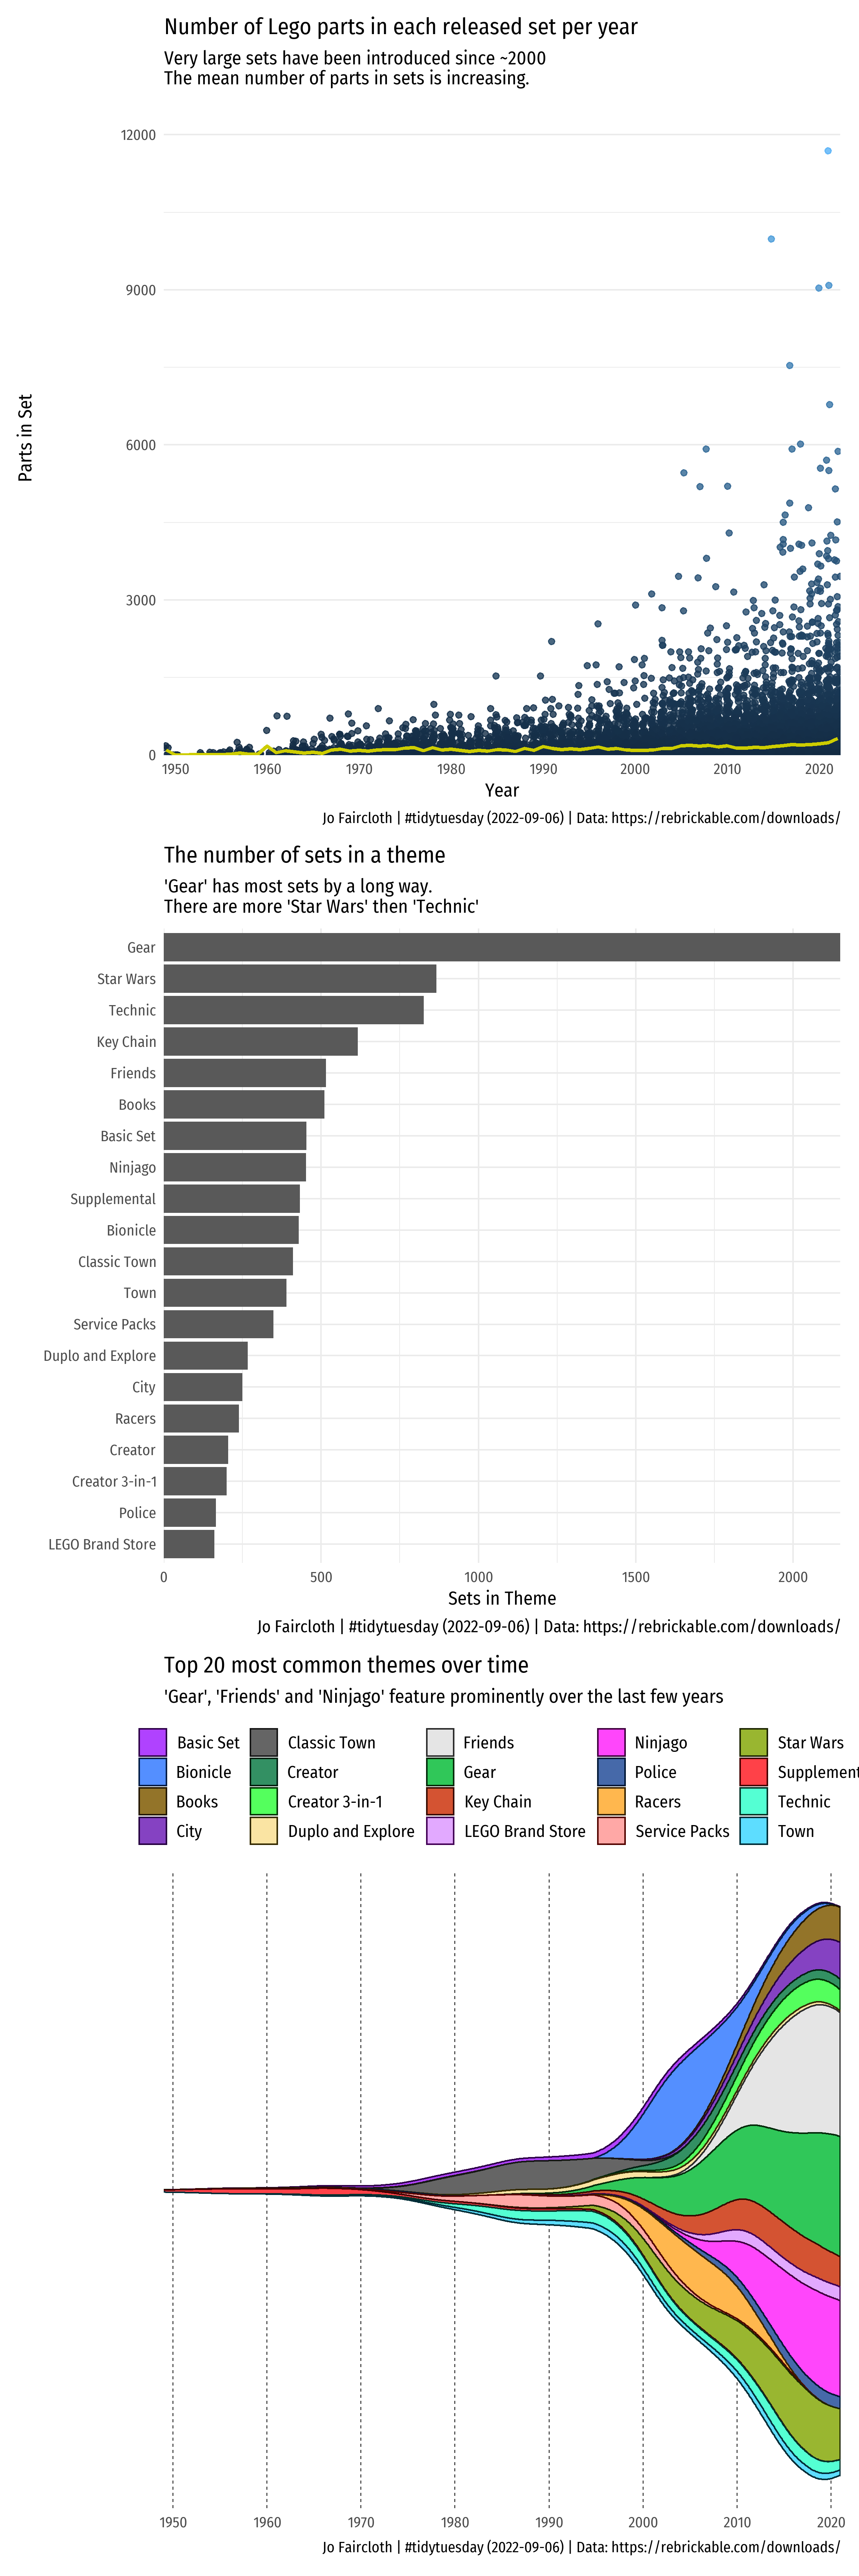 Number of Lego parts in each released set per year
Very large sets have been introduced since ~2000
The mean number of parts in sets is increasing.
12000
9000
6000
3000
0
Parts in Set
1950 1960 1970 1980 1990 2000 2010 2020
Year
Jo Faircloth | #tidytuesday (2022-09-06) | Data: https://rebrickable.com/downloads/
The number of sets in a theme
'Gear' has most sets by a long way.
There are more 'Star Wars' then 'Technic'
Gear
Star Wars
Technic
Key Chain
Friends
Books
Basic Set
Ninjago
Supplemental
Bionicle
Classic Town
Town
Service Packs
Duplo and Explore
City
Racers
Creator
Creator 3-in-1
Police
LEGO Brand Store
0 500 1000 1500 2000
Sets in Theme
Jo Faircloth | #tidytuesday (2022-09-06) | Data: https://rebrickable.com/downloads/
Top 20 most common themes over time
'Gear', 'Friends' and 'Ninjago' feature prominently over the last few years
Basic Set Classic Town Friends Ninjago Star Wars
Bionicle Creator Gear Police Supplement
Books Creator 3-in-1 Key Chain Racers Technic
City Duplo and Explore LEGO Brand Store Service Packs Town
1950 1960 1970 1980 1990 2000 2010 2020
Jo Faircloth | #tidytuesday (2022-09-06) | Data: https://rebrickable.com/downloads/